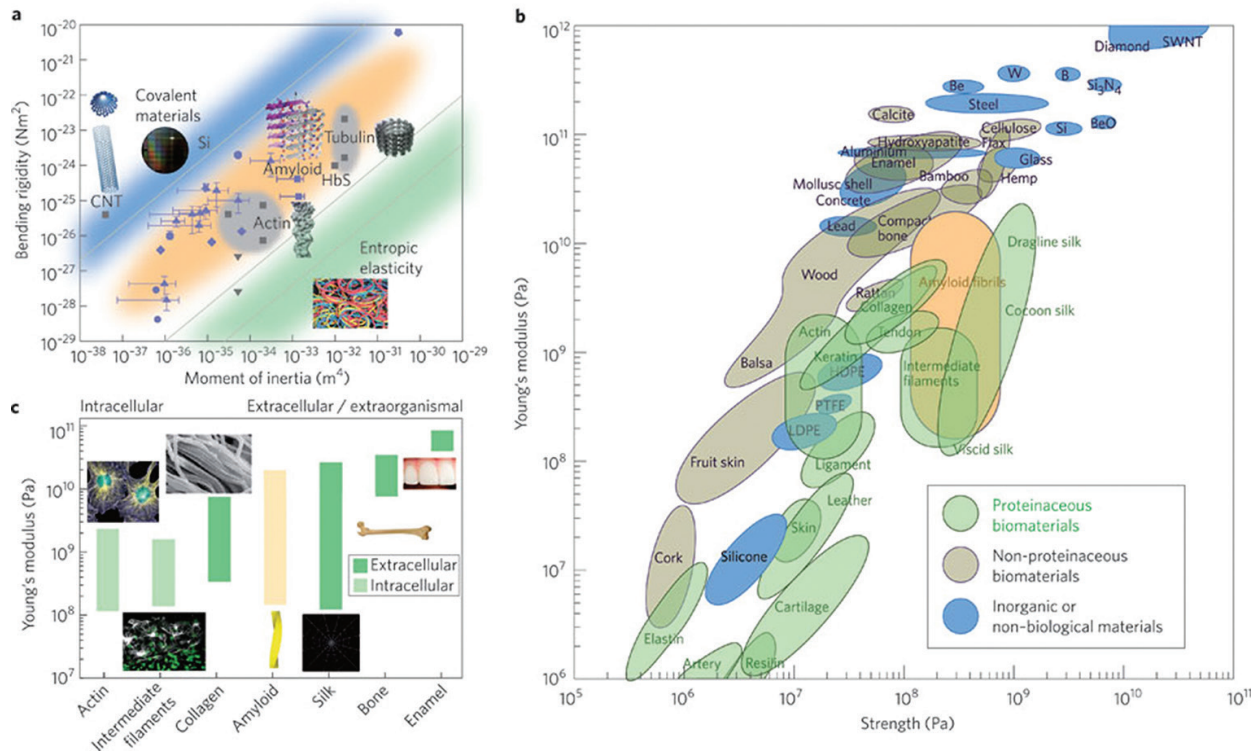 a
Bending rigidity (Nm²)
10⁻²⁰
10⁻²¹
10⁻²²
10⁻²³
10⁻²⁴
10⁻²⁵
10⁻²⁶
10⁻²⁷
10⁻²⁸
10⁻²⁹
Covalent
materials
Si
CNT
Amyloid
Tubulin
HbS
Actin
Entropic
elasticity
10⁻³⁸
10⁻³⁷
10⁻³⁶
10⁻³⁵
10⁻³⁴
10⁻³³
10⁻³²
10⁻³¹
10⁻³⁰
10⁻²⁹
Moment of inertia (m⁴)
b
Young's modulus (Pa)
10¹²
10¹¹
10¹⁰
10⁹
10⁸
10⁷
10⁶
Diamond
SWNT
Be
W
B
Si₃N₄
Steel
Calcite
Cellulose
Si
BeO
Hydroxyapatite
Flax
Aluminium
Enamel
Glass
Bamboo
Hemp
Mollusc shell
Concrete
Lead
Compact
bone
Dragline silk
Wood
Amyloid fibrils
Rattan
Collagen
Cocoon silk
Actin
Tendon
Balsa
Keratin
HDPE
Intermediate
filaments
PTFE
LDPE
Viscid silk
Fruit skin
Ligament
Leather
Skin
Cork
Silicone
Cartilage
Elastin
Artery
Resilin
Proteinaceous
biomaterials
Non-proteinaceous
biomaterials
Inorganic or
non-biological materials
10⁵
10⁶
10⁷
10⁸
10⁹
10¹⁰
10¹¹
Strength (Pa)
c
Intracellular
Extracellular / extraorganismal
Young's modulus (Pa)
10¹¹
10¹⁰
10⁹
10⁸
10⁷
Extracellular
Intracellular
Actin
Intermediate
filaments
Collagen
Amyloid
Silk
Bone
Enamel